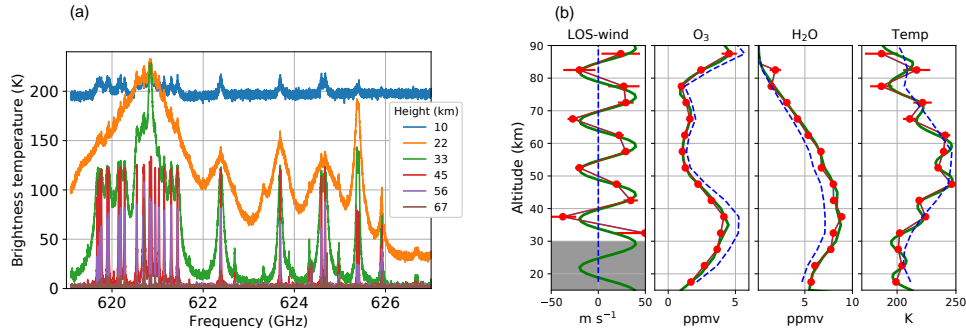 (a)
Brightness temperature (K)
200
150
100
50
0
620
622
624
626
Frequency (GHz)
Height (km)
10
22
33
45
56
67
(b)
LOS-wind
O3
H2O
Temp
Altitude (km)
90
80
70
60
50
40
30
20
−50
0
50
0
5
0
10
200
250
m s⁻¹
ppmv
ppmv
K